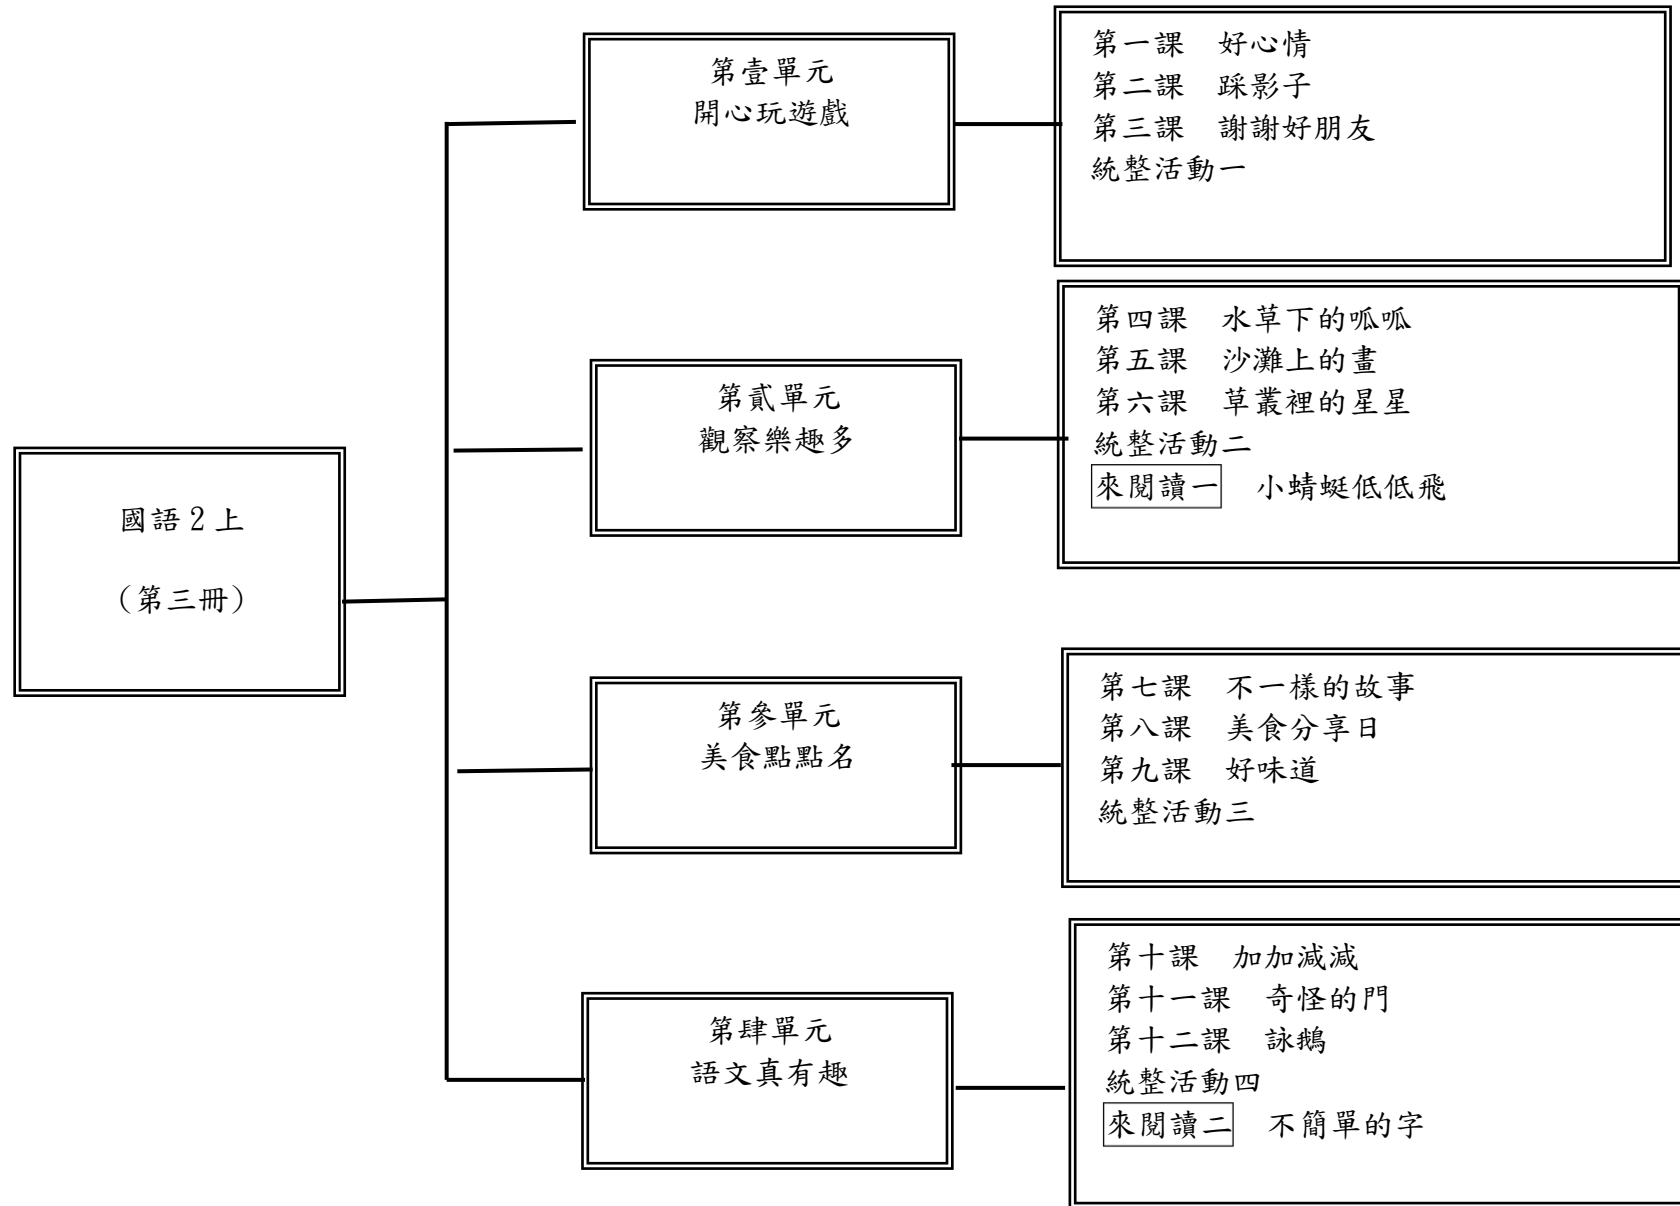 國語2上
（第三冊）
第壹單元
開心玩遊戲
第一課　好心情
第二課　踩影子
第三課　謝謝好朋友
統整活動一
第貳單元
觀察樂趣多
第四課　水草下的呱呱
第五課　沙灘上的畫
第六課　草叢裡的星星
統整活動二
來閱讀一　小蜻蜓低低飛
第參單元
美食點點名
第七課　不一樣的故事
第八課　美食分享日
第九課　好味道
統整活動三
第肆單元
語文真有趣
第十課　加加減減
第十一課　奇怪的門
第十二課　詠鵝
統整活動四
來閱讀二　不簡單的字